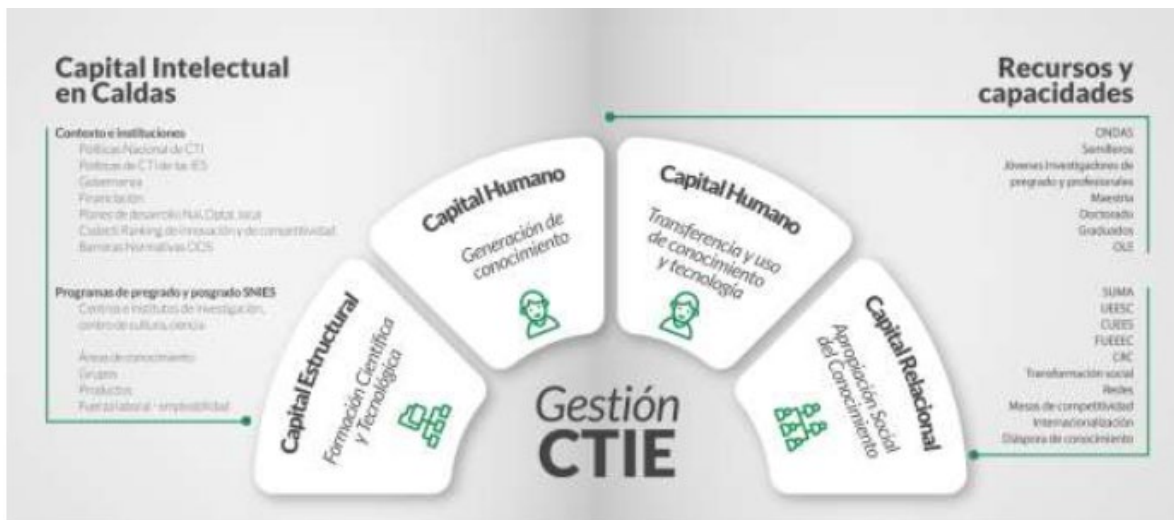 Capital Intelectual
en Caldas
Contexto e instituciones
Políticas Nacional de CTI
Políticas de CTI de las IES
Gobernanza
Financiación
Planes de desarrollo Nal, Dptal, local
Ranking de innovación y de competitividad
Barreras Normativas
Programas de pregrado y posgrado SNIES
Centros e institutos de investigación,
centro de cultura, ciencia
Áreas de conocimiento
Grupos
Productos
Fuerza laboral - empleabilidad
Capital Estructural
Formación Científica
y Tecnológica
Capital Humano
Generación de
conocimiento
Capital Humano
Transferencia y uso
de conocimiento
y tecnología
Capital Relacional
Apropiación Social
del Conocimiento
Gestión
CTIE
Recursos y
capacidades
ONDAS
Semilleros
Jóvenes Investigadores de
pregrado y profesionales
Maestría
Doctorado
Graduados
OLE
SUMA
UEESC
CUEES
FUEEEC
CRC
Transformación social
Redes
Mesas de competitividad
Internacionalización
Diáspora de conocimiento